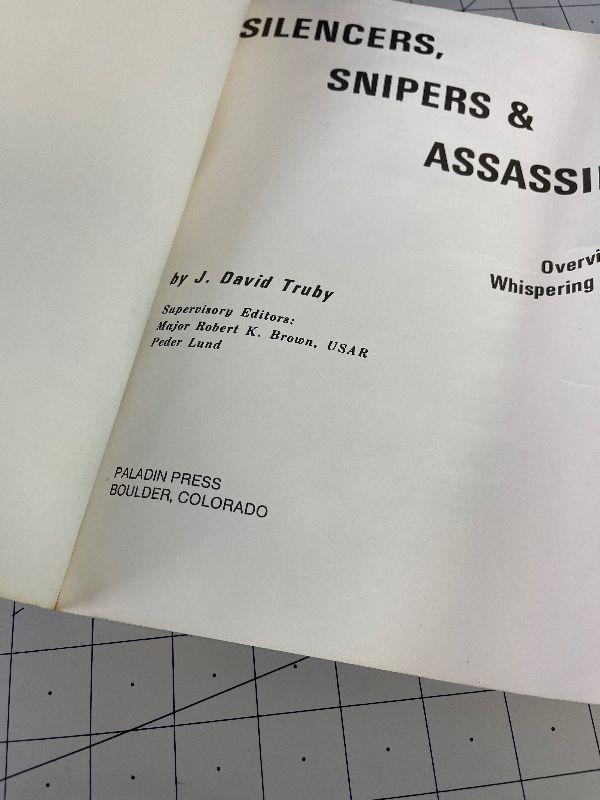 SILENCERS,
SNIPERS &
ASSASSI
Overvi
Whispering
by J. David Truby
Supervisory Editors:
Major Robert K. Brown, USAR
Peder Lund
PALADIN PRESS
BOULDER, COLORADO